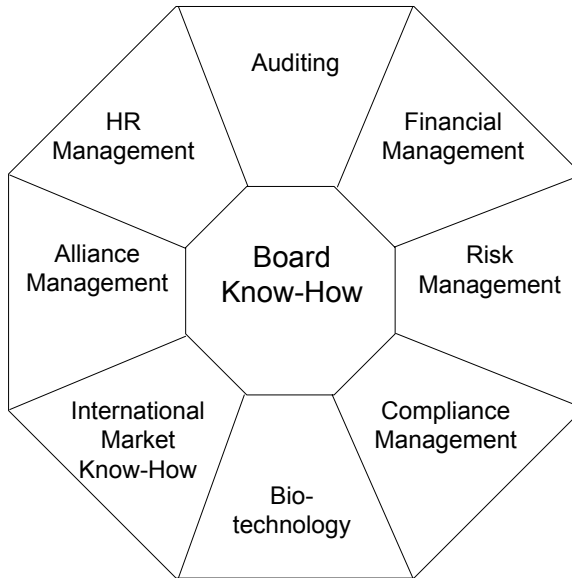 Auditing
HR
Management
Financial
Management
Alliance
Management
Board
Know-How
Risk
Management
International
Market
Know-How
Compliance
Management
Bio-
technology